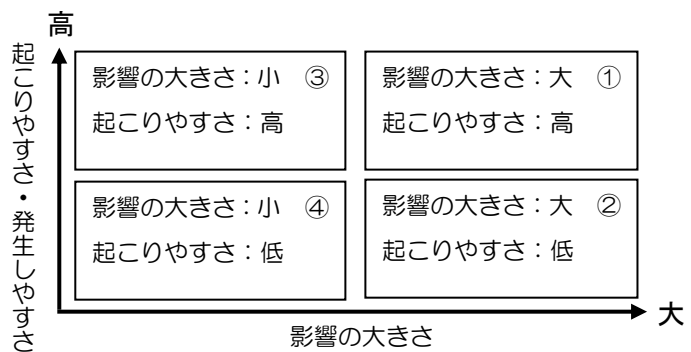 高
起こりやすさ・発生しやすさ
影響の大きさ：小 ③
起こりやすさ：高
影響の大きさ：大 ①
起こりやすさ：高
影響の大きさ：小 ④
起こりやすさ：低
影響の大きさ：大 ②
起こりやすさ：低
大
影響の大きさ